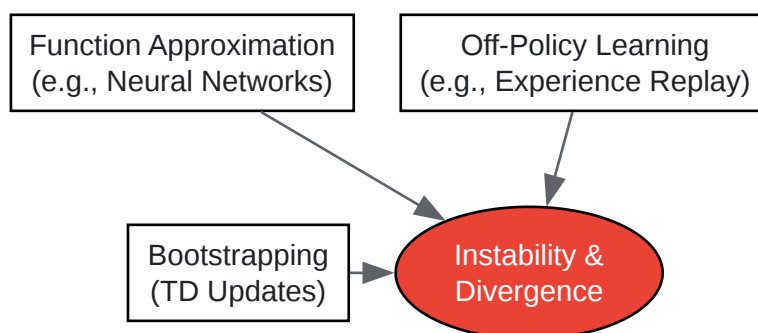 Function Approximation
(e.g., Neural Networks)
Off-Policy Learning
(e.g., Experience Replay)
Bootstrapping
(TD Updates)
Instability &
Divergence